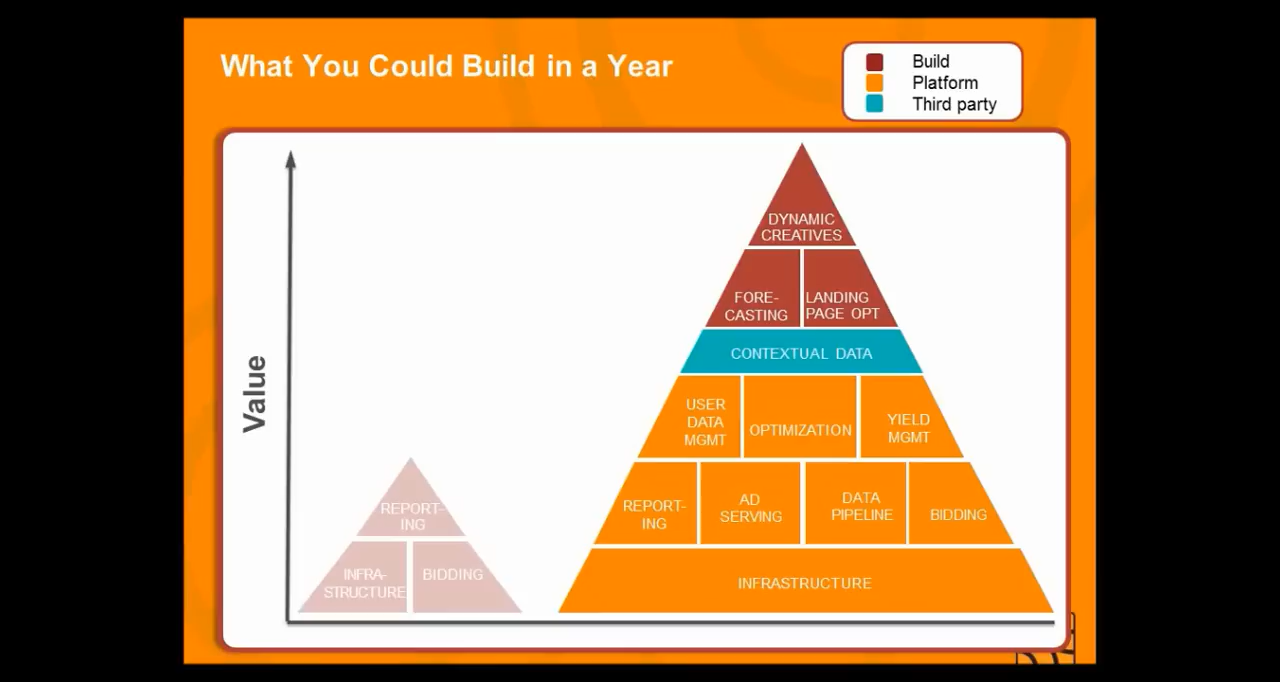 What You Could Build in a Year
Build
Platform
Third party
Value
DYNAMIC
CREATIVES
FORE-
CASTING
LANDING
PAGE OPT
CONTEXTUAL DATA
USER
DATA
MGMT
OPTIMIZATION
YIELD
MGMT
REPORT-
ING
AD
SERVING
DATA
PIPELINE
BIDDING
INFRASTRUCTURE
REPORT-
ING
INFRA-
STRUCTURE
BIDDING